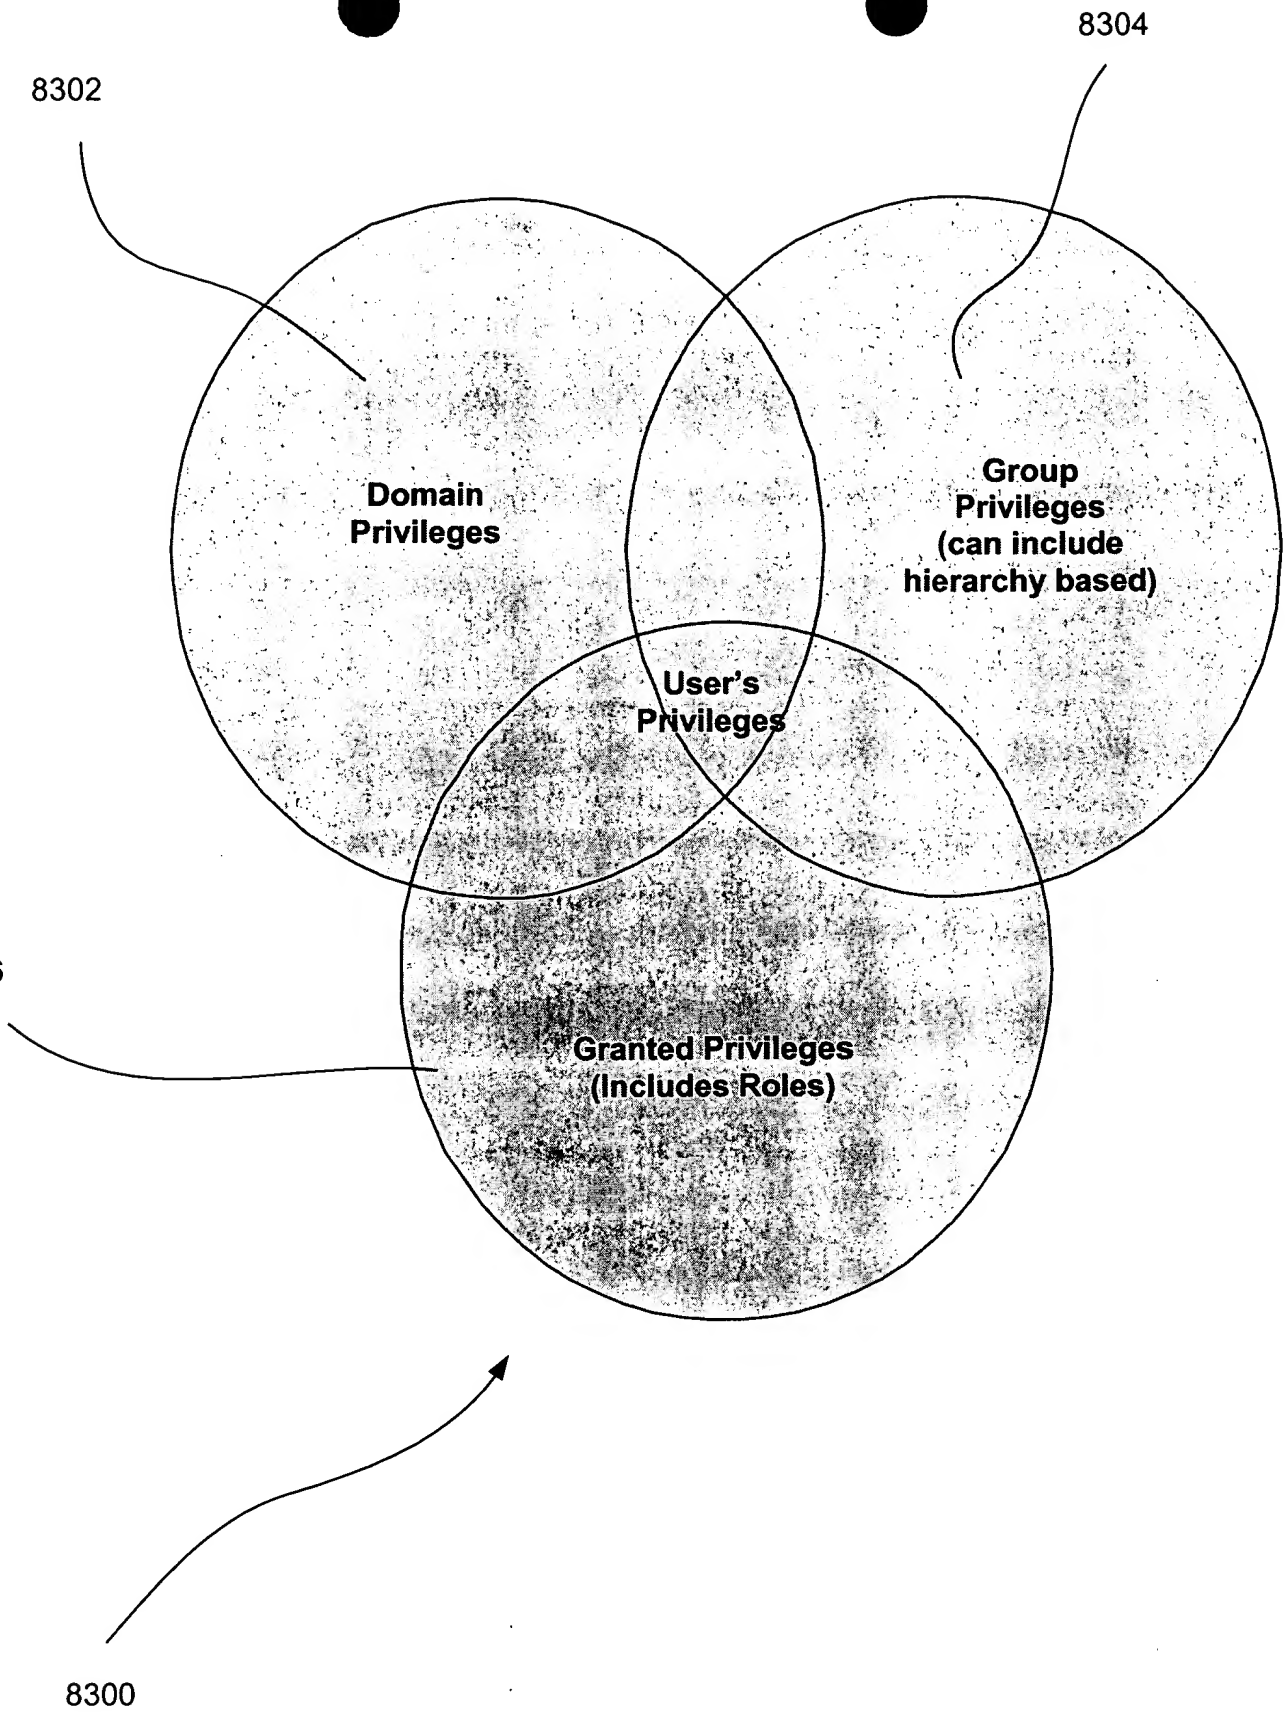 8304
8302
Domain
Privileges
Group
Privileges
(can include
hierarchy based)
User's
Privileges
Granted Privileges
(Includes Roles)
8300